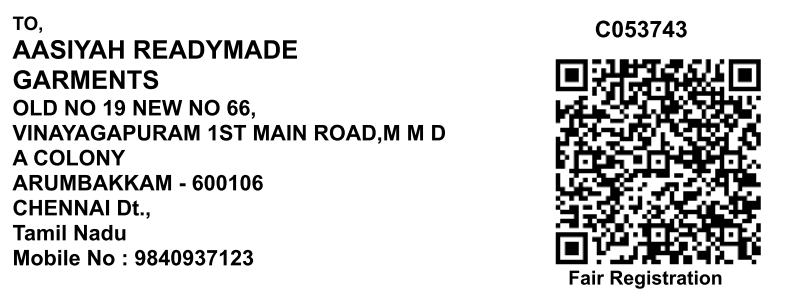 TO,
AASIYAH READYMADE
GARMENTS
OLD NO 19 NEW NO 66,
VINAYAGAPURAM 1ST MAIN ROAD,M M D
A COLONY
ARUMBAKKAM - 600106
CHENNAI Dt.,
Tamil Nadu
Mobile No : 9840937123
C053743
Fair Registration